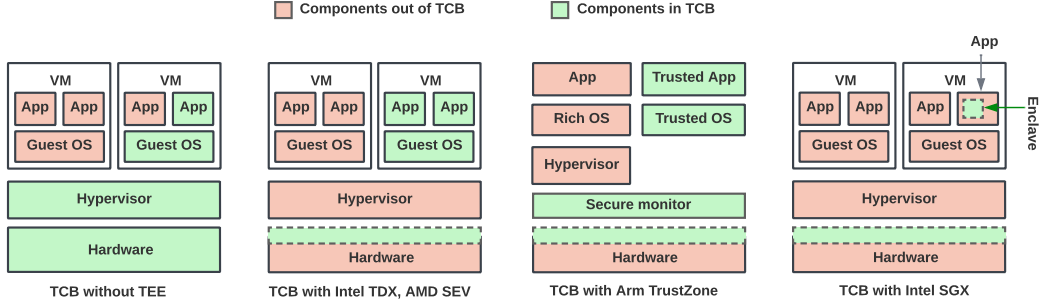 Components out of TCB
Components in TCB
App
VM
VM
VM
VM
App
Trusted App
VM
VM
App
App
App
App
App
App
App
App
Rich OS
Trusted OS
App
App
App
Enclave
Guest OS
Guest OS
Guest OS
Guest OS
Hypervisor
Guest OS
Guest OS
Hypervisor
Hypervisor
Secure monitor
Hypervisor
Hardware
Hardware
Hardware
Hardware
TCB without TEE
TCB with Intel TDX, AMD SEV
TCB with Arm TrustZone
TCB with Intel SGX